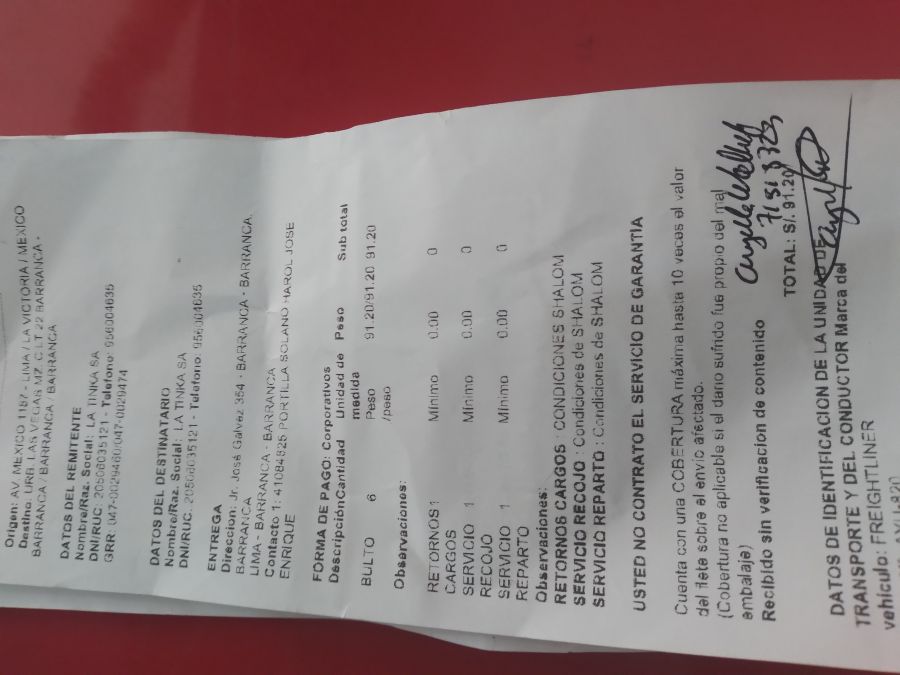 Origen: AV. MEXICO 1187 - LIMA / LA VICTORIA / MEXICO
Destino: URB. LAS VEGAS MZ. C LT 22 BARRANCA -
BARRANCA / BARRANCA / BARRANCA
DATOS DEL REMITENTE
Nombre/Raz. Social: LA TINKA SA
DNI/RUC: 20506035121 - Telefono: 956004635
GRR: 047-0029460/047-0029474
DATOS DEL DESTINATARIO
Nombre/Raz. Social: LA TINKA SA
DNI/RUC: 20506035121 - Telefono: 956004635
ENTREGA
Direccion: Jr. José Galvez 354 - BARRANCA - BARRANCA.
BARRANCA
LIMA - BARRANCA - BARRANCA
Contacto 1: 41084825 PORTILLA SOLANO HAROL JOSE
ENRIQUE
FORMA DE PAGO: Corporativos
Descripción Cantidad Unidad de medida Peso Sub total
BULTO 6 Peso /peso 91.20/91.20 91.20
Observaciones:
RETORNOS CARGOS 1 Mínimo 0.00 0
SERVICIO RECOJO 1 Mínimo 0.00 0
SERVICIO REPARTO 1 Mínimo 0.00 0
Observaciones:
RETORNOS CARGOS : CONDICIONES SHALOM
SERVICIO RECOJO : Condiciones de SHALOM
SERVICIO REPARTO : Condiciones de SHALOM
USTED NO CONTRATO EL SERVICIO DE GARANTIA
Cuenta con una COBERTURA máxima hasta 10 veces el valor
del flete sobre el envio afectado.
(Cobertura no aplicable si el daño sufrido fue propio del mal
embalaje)
Recibido sin verificacion de contenido
TOTAL: S/. 91.20
DATOS DE IDENTIFICACION DE LA UNIDAD DE
TRANSPORTE Y DEL CONDUCTOR Marca del
vehiculo: FREIGHTLINER